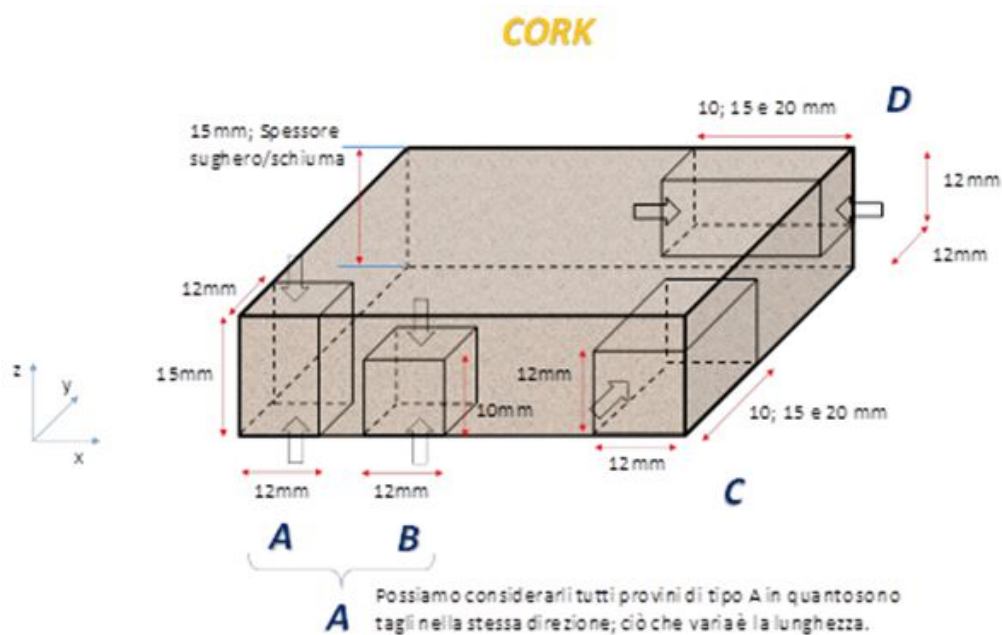 CORK
D
10; 15 e 20 mm
15mm; Spessore
sughero/schiuma
12mm
12mm
12mm
15mm
12mm
10mm
z
y
x
10; 15 e 20 mm
12mm
12mm
12mm
C
A
B
A
Possiamo considerarli tutti provini di tipo A in quanto sono
tagli nella stessa direzione; ciò che varia è la lunghezza.